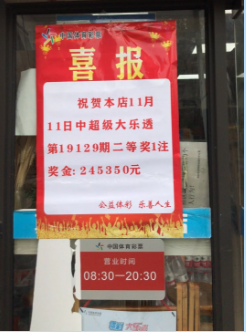 中国体育彩票
喜报
祝贺本店11月
11日中超级大乐透
第19129期二等奖1注
奖金:245350元
公益体彩 乐善人生
中国体育彩票
营业时间
08:30—20:30